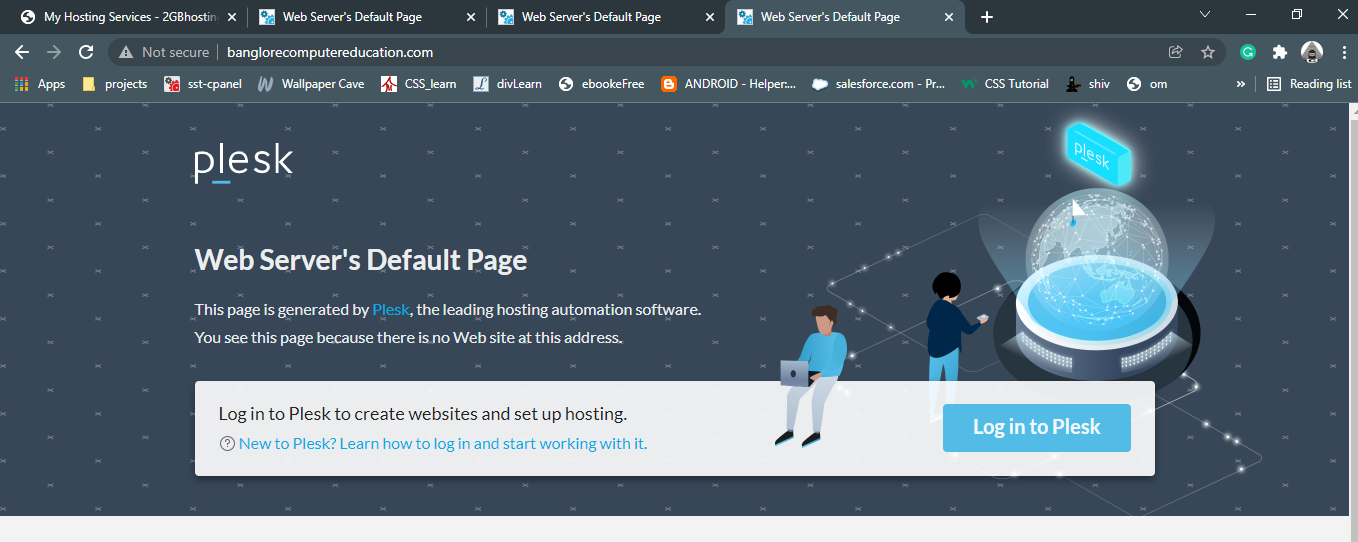 My Hosting Services - 2GBhosting
Web Server's Default Page
Web Server's Default Page
Web Server's Default Page
Not secure
banglorecomputereducation.com
G
Apps
projects
sst-cpanel
Wallpaper Cave
CSS_learn
divLearn
ebookeFree
ANDROID - Helper:...
salesforce.com - Pr...
CSS Tutorial
shiv
om
»
Reading list
plesk
plesk
Web Server's Default Page
This page is generated by Plesk, the leading hosting automation software.
You see this page because there is no Web site at this address.
Log in to Plesk to create websites and set up hosting.
? New to Plesk? Learn how to log in and start working with it.
Log in to Plesk